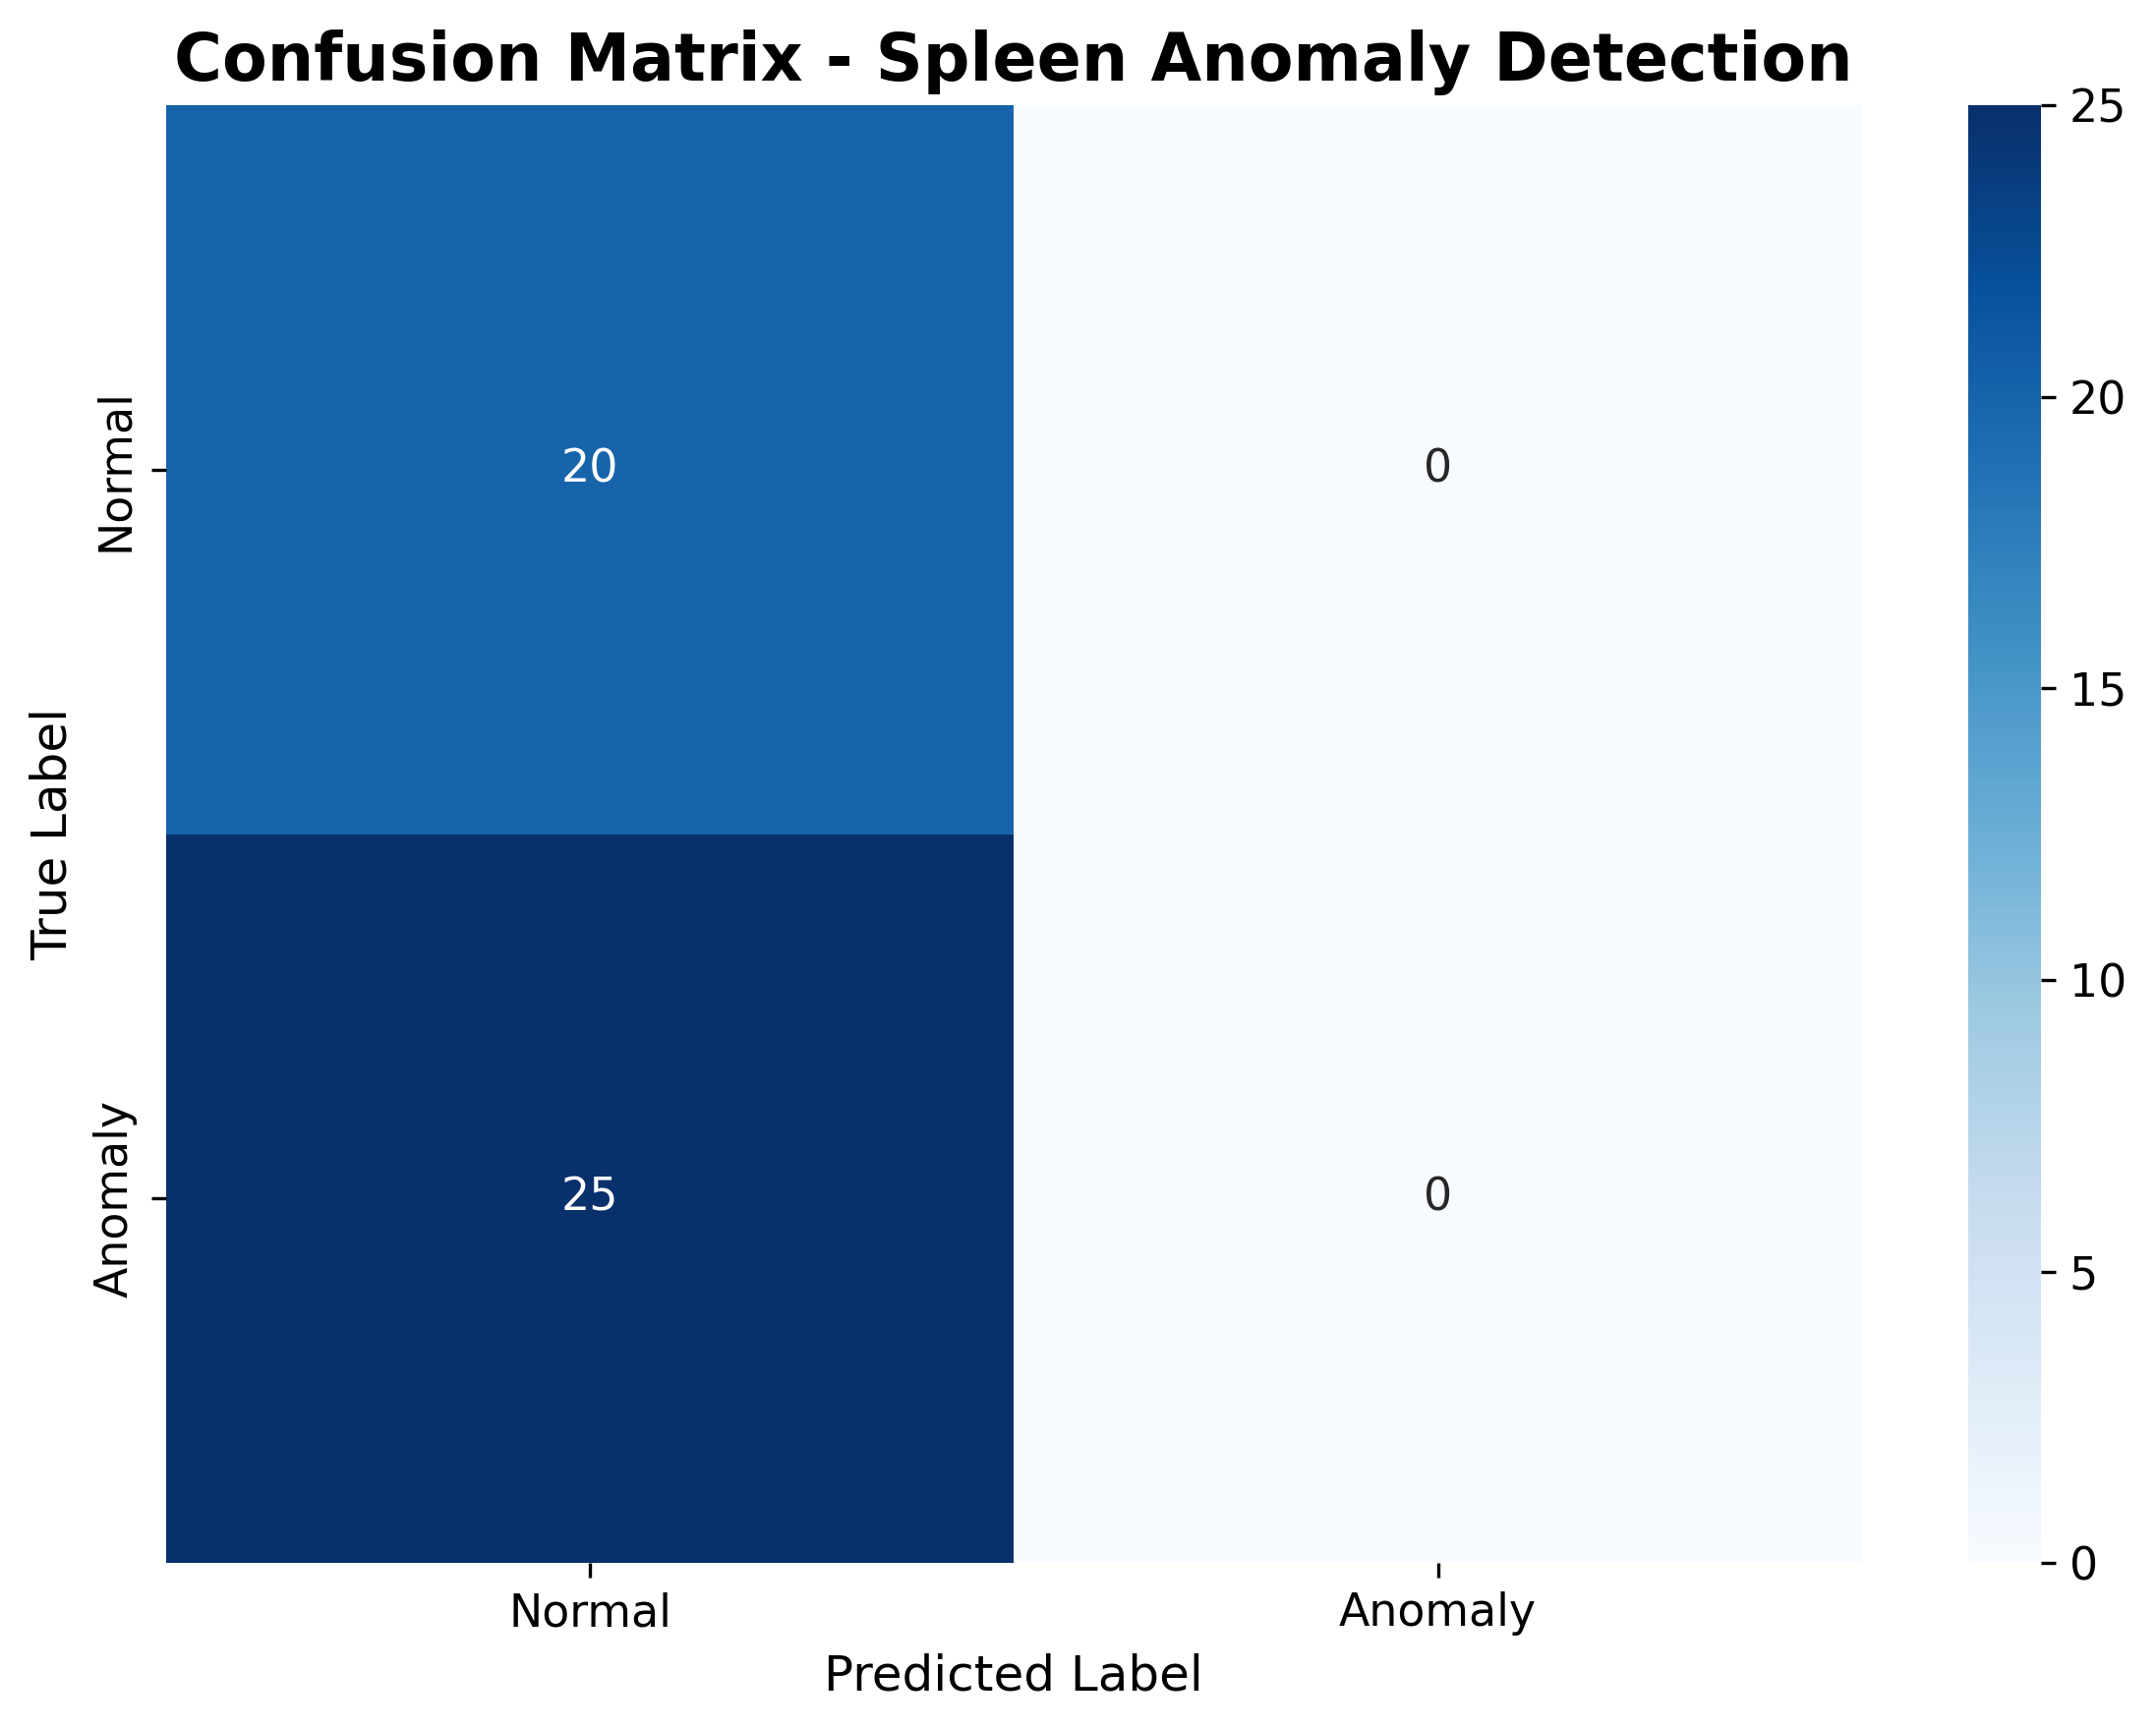 Confusion Matrix - Spleen Anomaly Detection
True Label
Normal
20
0
Anomaly
25
0
Normal
Anomaly
Predicted Label
25
20
15
10
5
0